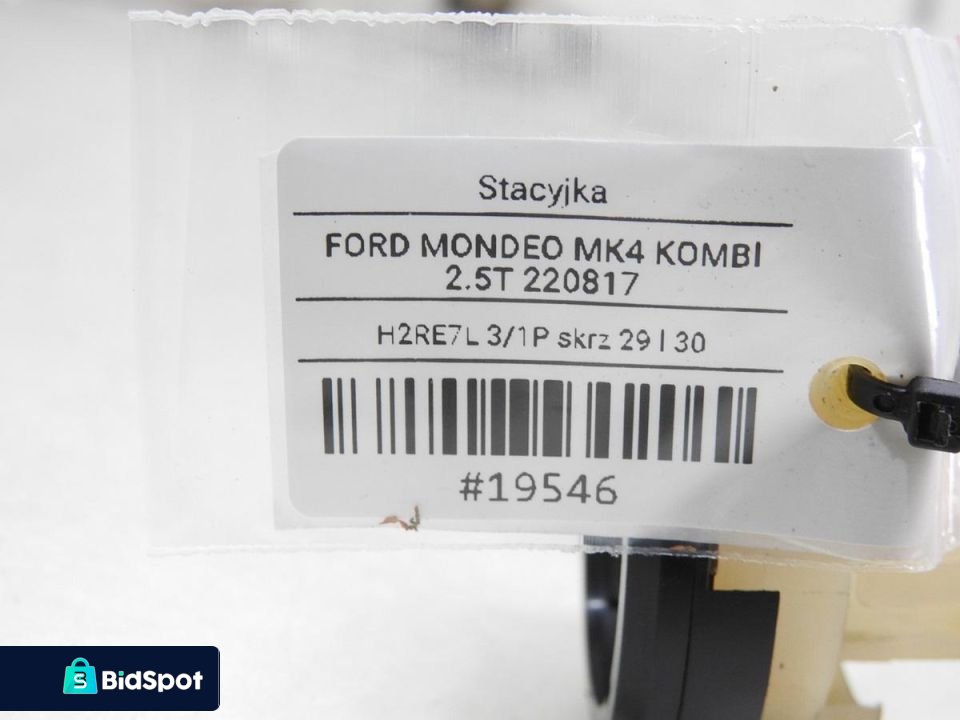 Stacyjka
FORD MONDEO MK4 KOMBI
2.5T 220817
H2RE7L 3/1P skrz 29 | 30
#19546
S BidSpot